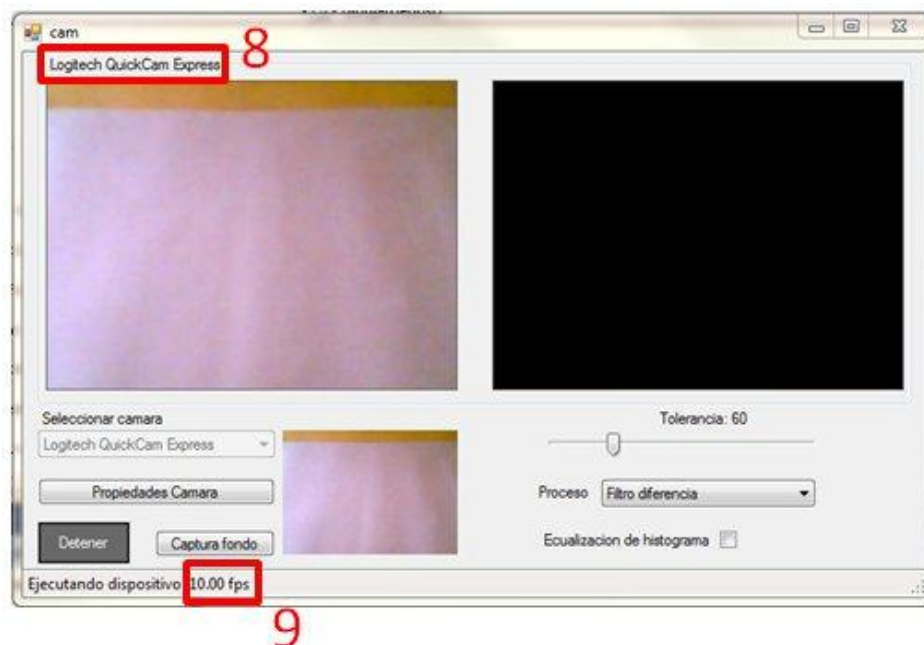 cam
8
Logitech QuickCam Express
Seleccionar camara
Tolerancia: 60
Logitech QuickCam Express
Propiedades Camara
Proceso Filtro diferencia
Detener
Captura fondo
Ecualizacion de histograma
Ejecutando dispositivo 10.00 fps
9